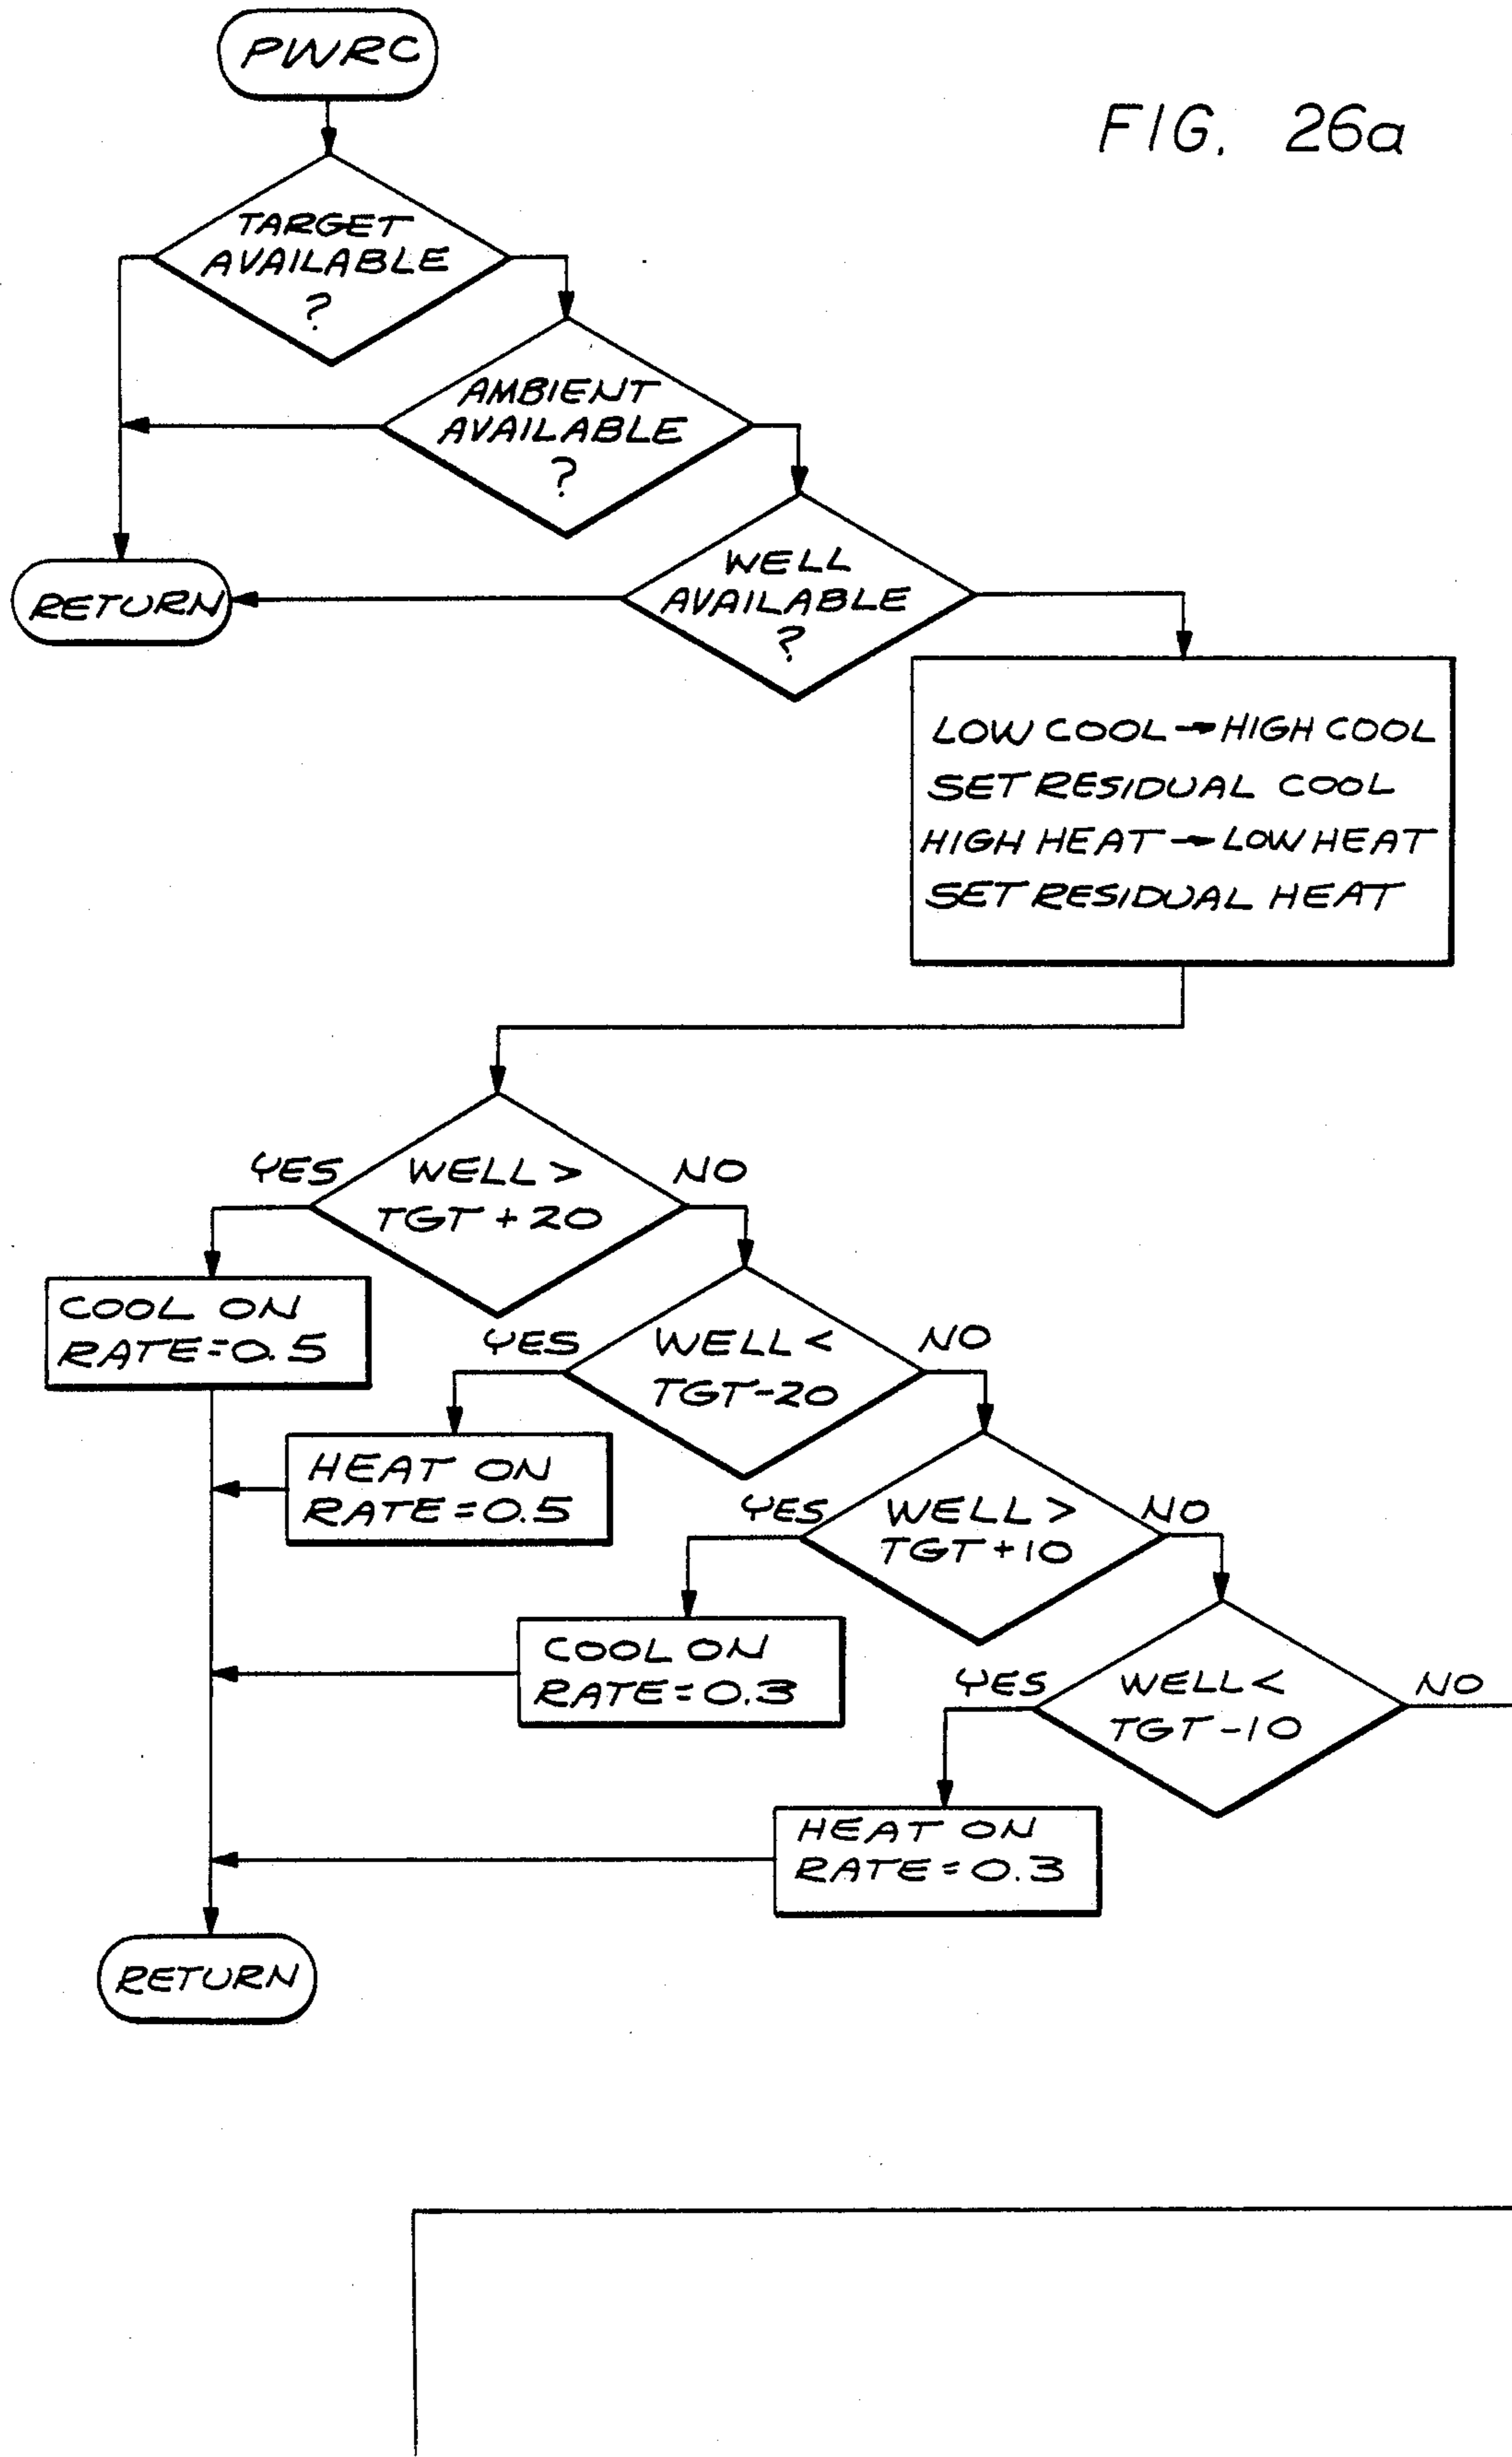 PWRC
FIG. 26a
TARGET
AVAILABLE
?
AMBIENT
AVAILABLE
?
WELL
AVAILABLE
?
RETURN
LOW COOL→HIGH COOL
SET RESIDUAL COOL
HIGH HEAT→LOW HEAT
SET RESIDUAL HEAT
YES
WELL >
TGT + 20
NO
COOL ON
RATE=0.5
YES
WELL <
TGT-20
NO
HEAT ON
RATE=0.5
YES
WELL >
TGT+10
NO
COOL ON
RATE=0.3
YES
WELL <
TGT-10
NO
HEAT ON
RATE=0.3
RETURN